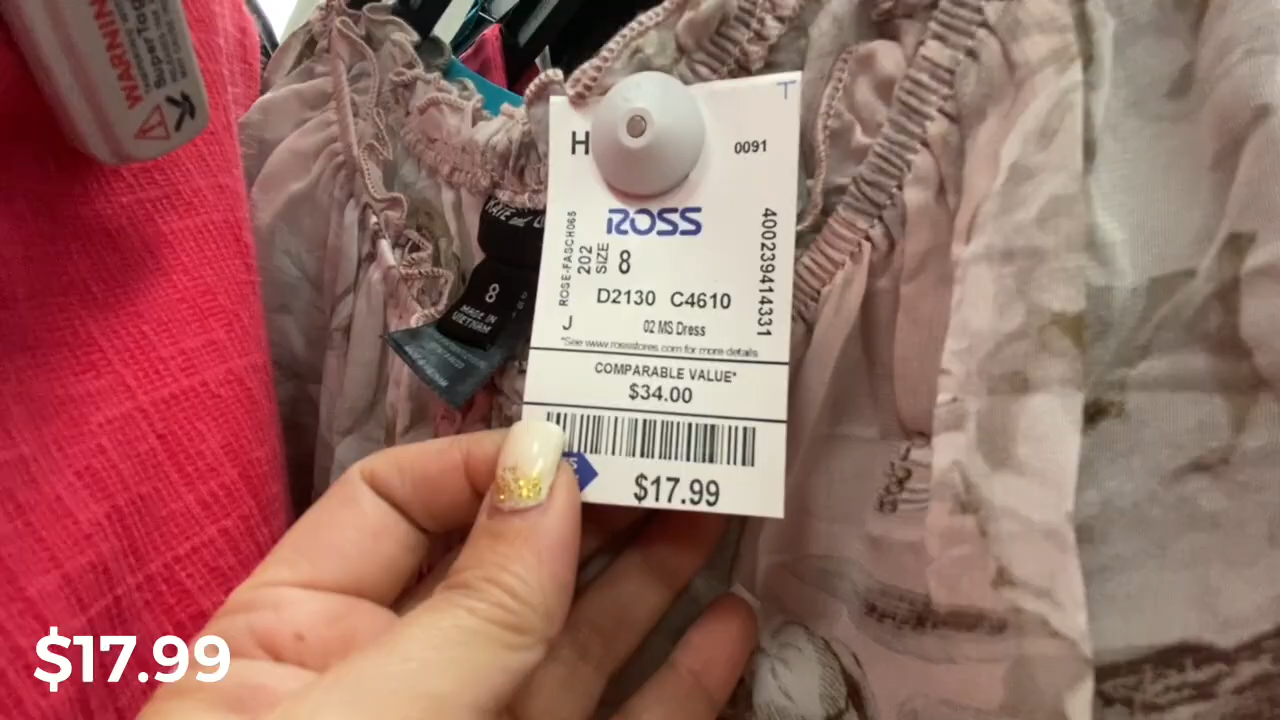 WARNING
T
H
0091
ROSS
ROSE-FASCH065
202
SIZE
8
400239414331
D2130 C4610
J
02 MS Dress
*See www.rossstores.com for more details
COMPARABLE VALUE*
$34.00
$17.99
8
MADE IN
VIETNAM
$17.99